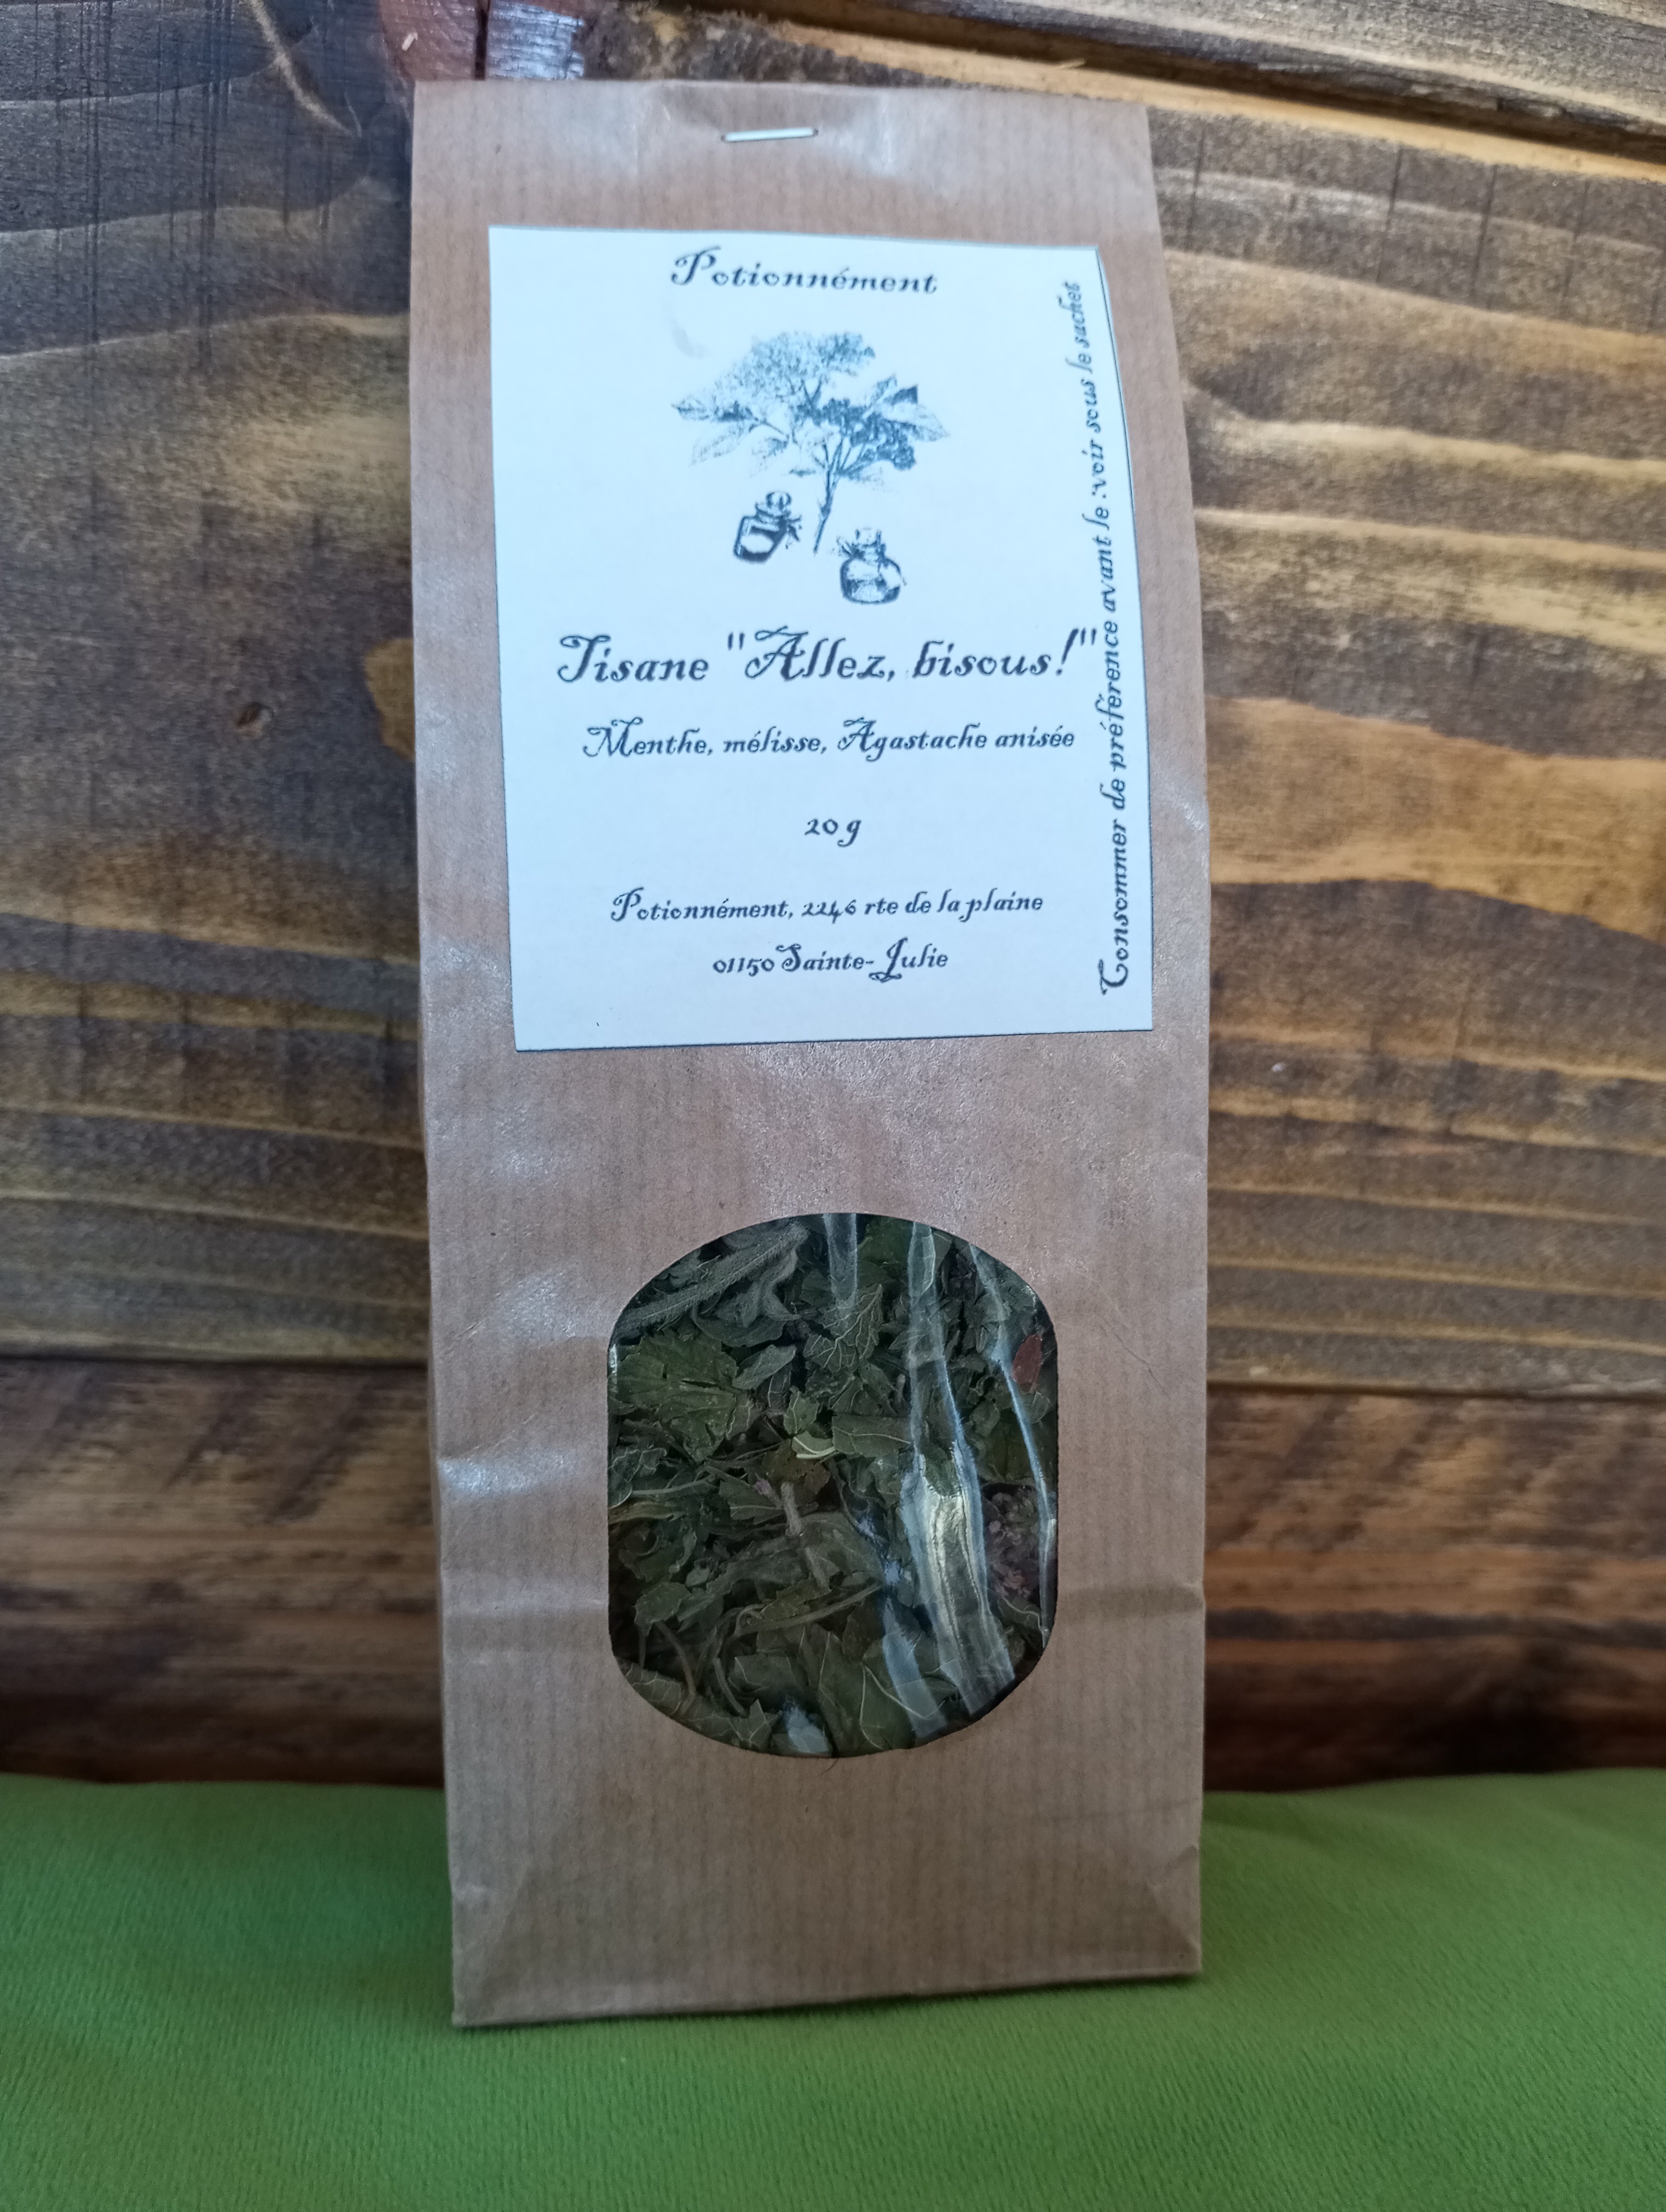 Potionnément
Tisane "Allez, bisous!"
Menthe, mélisse, Agastache anisée
20 g
Potionnément, 2246 rte de la plaine
01150 Sainte-Julie
Consommer de préférence avant le :voir sous le sachet